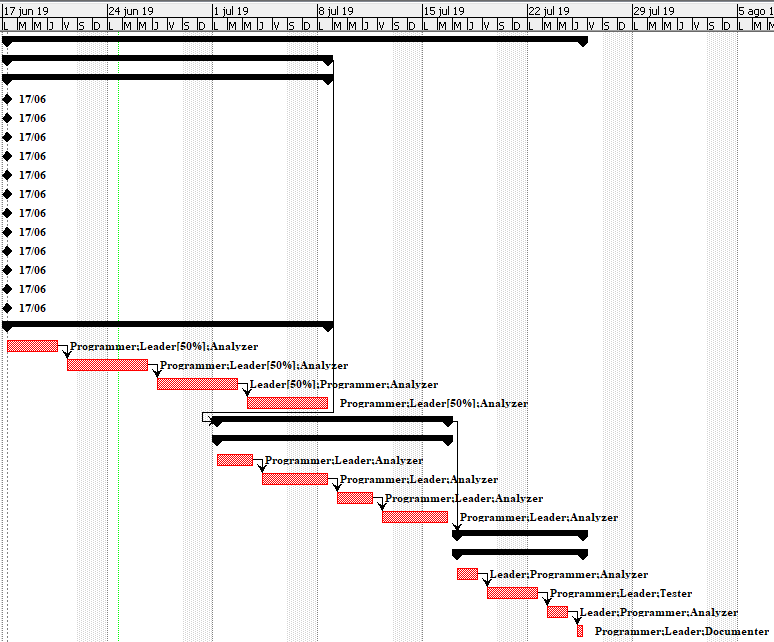 17 jun 19 24 jun 19 1 jul 19 8 jul 19 15 jul 19 22 jul 19 29 jul 19 5 ago 1
L M M J V S D L M M J V S D L M M J V S D L M M J V S D L M M J V S D L M M J V S D L M M J V S D L M M
17/06
17/06
17/06
17/06
17/06
17/06
17/06
17/06
17/06
17/06
17/06
17/06
Programmer;Leader[50%];Analyzer
Programmer;Leader[50%];Analyzer
Leader[50%];Programmer;Analyzer
Programmer;Leader[50%];Analyzer
Programmer;Leader;Analyzer
Programmer;Leader;Analyzer
Programmer;Leader;Analyzer
Programmer;Leader;Analyzer
Leader;Programmer;Analyzer
Programmer;Leader;Tester
Leader;Programmer;Analyzer
Programmer;Leader;Documenter